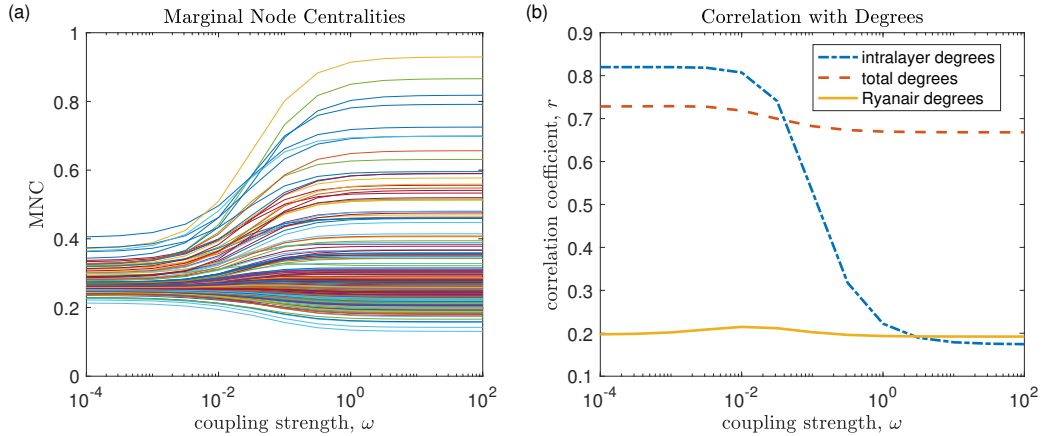 (a)
Marginal Node Centralities
1
0.8
0.6
0.4
0.2
0
MNC
10^-4
10^-2
10^0
10^2
coupling strength, ω
(b)
Correlation with Degrees
0.9
0.8
0.7
0.6
0.5
0.4
0.3
0.2
0.1
correlation coefficient, r
intralayer degrees
total degrees
Ryanair degrees
10^-4
10^-2
10^0
10^2
coupling strength, ω